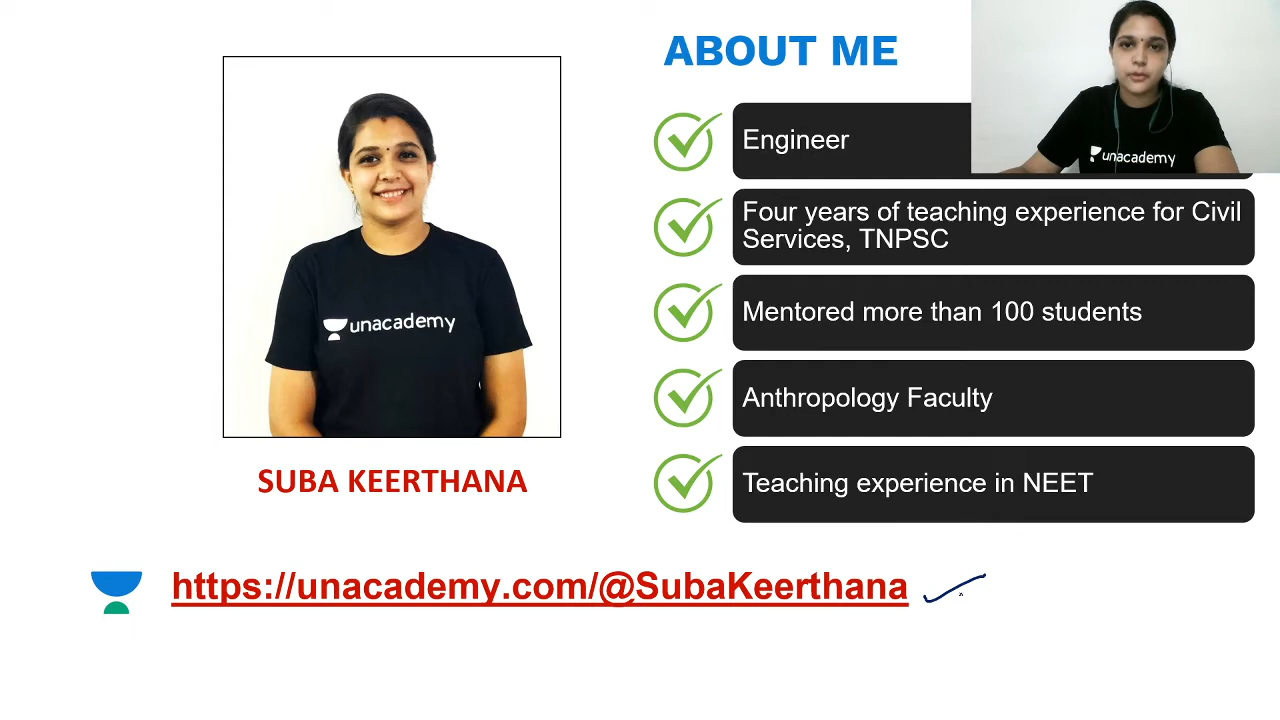 ABOUT ME
unacademy
Engineer
Four years of teaching experience for Civil
Services, TNPSC
Mentored more than 100 students
unacademy
Anthropology Faculty
SUBA KEERTHANA
Teaching experience in NEET
https://unacademy.com/@SubaKeerthana